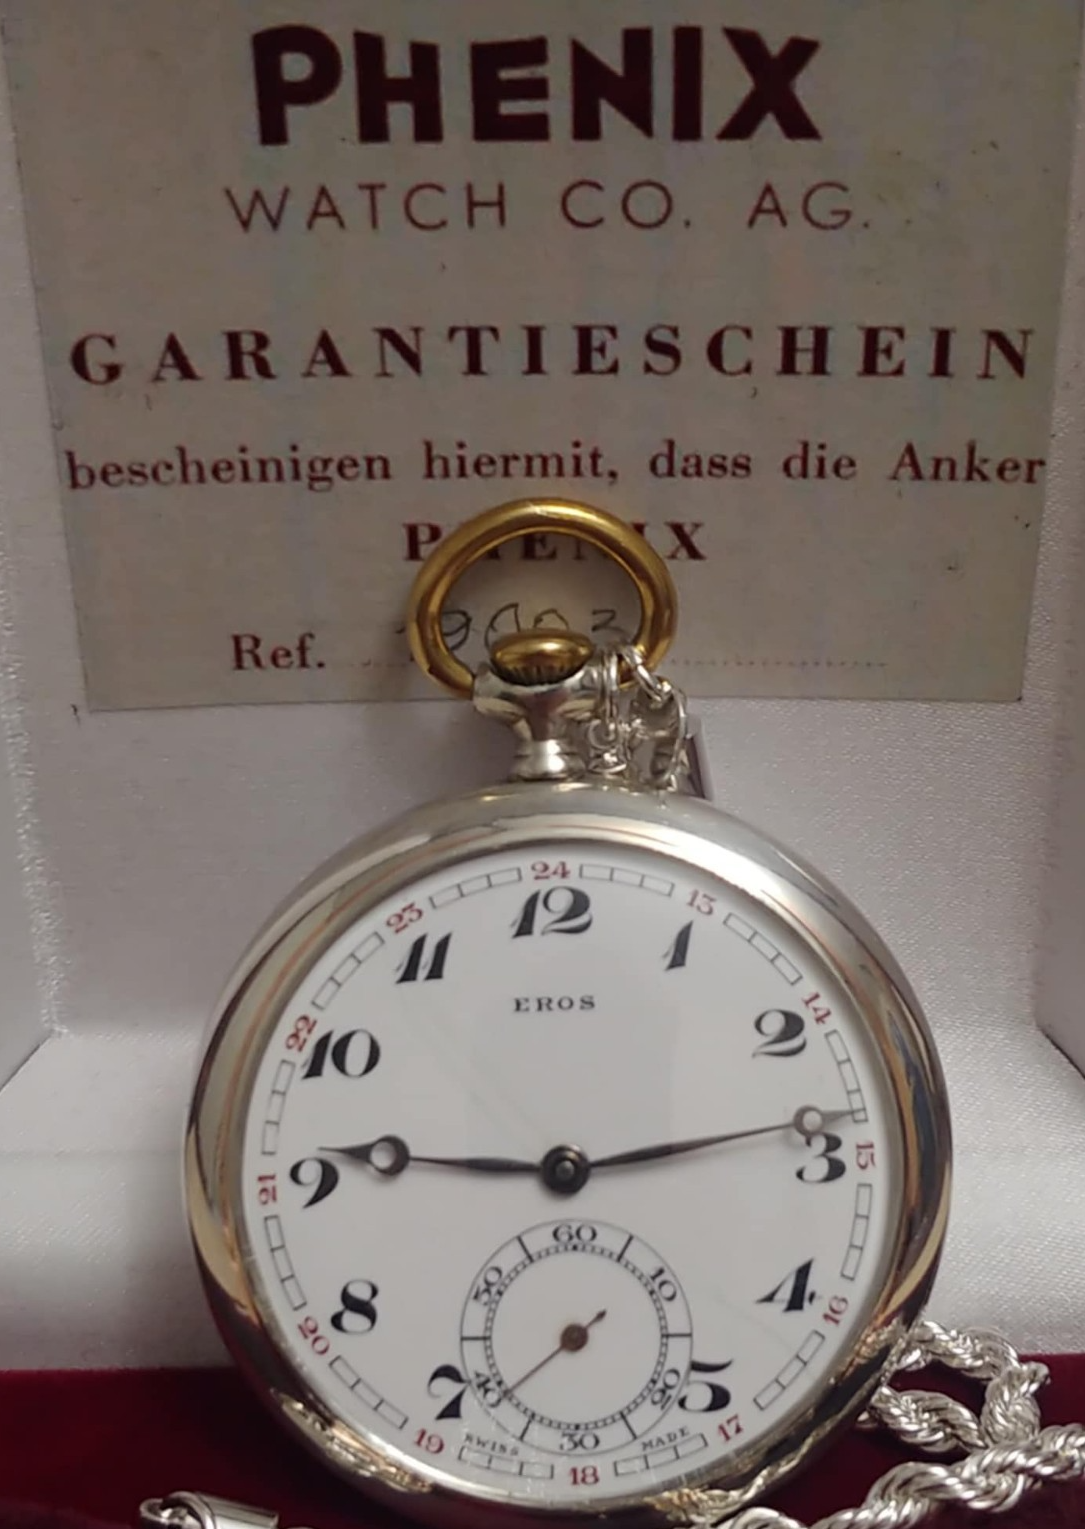 PHENIX
WATCH CO. AG.
GARANTIESCHEIN
bescheinigen hiermit, dass die Anker
PHENIX
Ref.
24
23 13
12
11 1
EROS
22 14
10 2
9 3
21 15
60
50 10
8 4
20 16
7 40 20 5
30
19 SWISS MADE 17
18